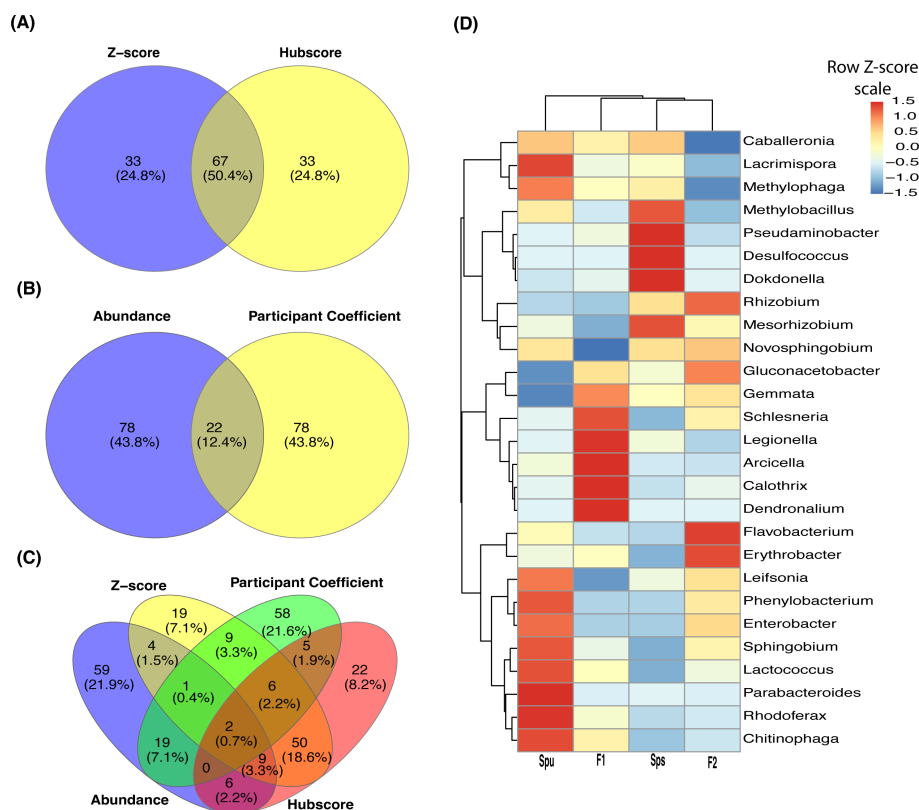 (A)
Z−score
Hubscore
33
(24.8%)
67
(50.4%)
33
(24.8%)
(B)
Abundance
Participant Coefficient
78
(43.8%)
22
(12.4%)
78
(43.8%)
(C)
Z−score
Participant Coefficient
19
(7.1%)
58
(21.6%)
4
(1.5%)
9
(3.3%)
5
(1.9%)
59
(21.9%)
22
(8.2%)
1
(0.4%)
6
(2.2%)
2
(0.7%)
19
(7.1%)
50
(18.6%)
0
9
(3.3%)
6
(2.2%)
Abundance
Hubscore
(D)
Row Z-score
scale
1.5
1.0
0.5
0.0
−0.5
−1.0
−1.5
Caballeronia
Lacrimispora
Methylophaga
Methylobacillus
Pseudaminobacter
Desulfococcus
Dokdonella
Rhizobium
Mesorhizobium
Novosphingobium
Gluconacetobacter
Gemmata
Schlesneria
Legionella
Arcicella
Calothrix
Dendronalium
Flavobacterium
Erythrobacter
Leifsonia
Phenylobacterium
Enterobacter
Sphingobium
Lactococcus
Parabacteroides
Rhodoferax
Chitinophaga
Spu
F1
Sps
F2